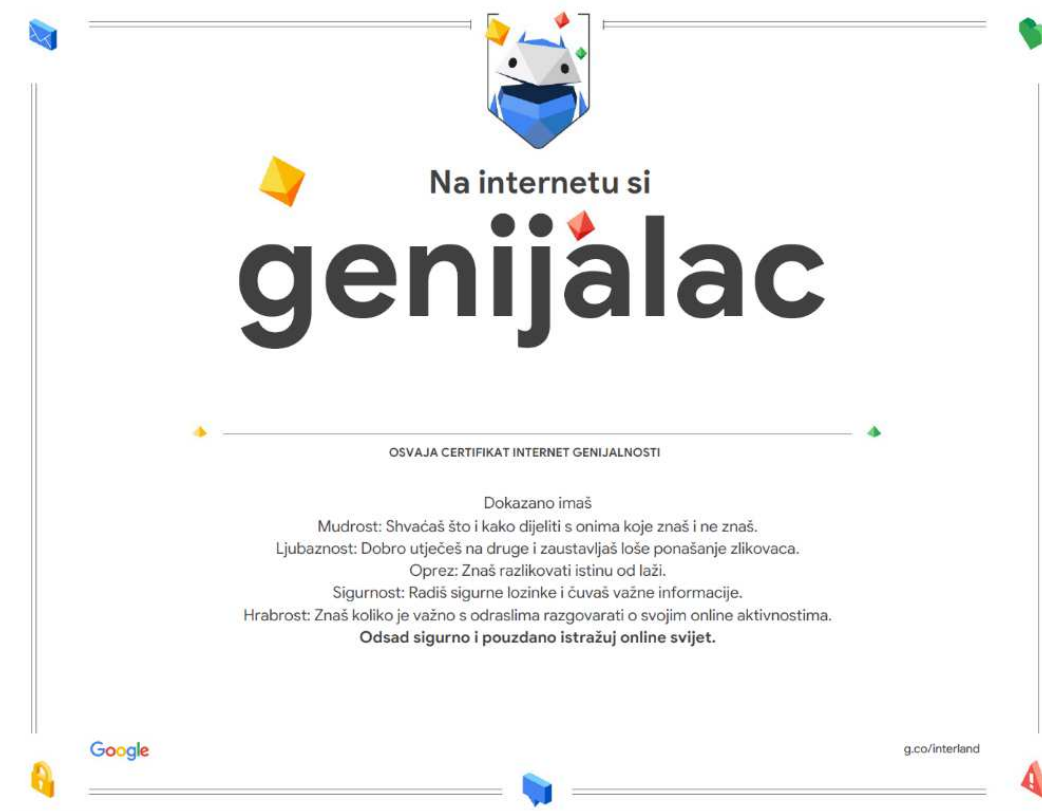 Na internetu si
genijalac
OSVAJA CERTIFIKAT INTERNET GENIJALNOSTI
Dokazano imaš
Mudrost: Shvaćaš što i kako dijeliti s onima koje znaš i ne znaš.
Ljubaznost: Dobro utječeš na druge i zaustavljaš loše ponašanje zlikovaca.
Oprez: Znaš razlikovati istinu od laži.
Sigurnost: Radiš sigurne lozinke i čuvaš važne informacije.
Hrabrost: Znaš koliko je važno s odraslima razgovarati o svojim online aktivnostima.
Odsad sigurno i pouzdano istražuj online svijet.
Google
g.co/interland